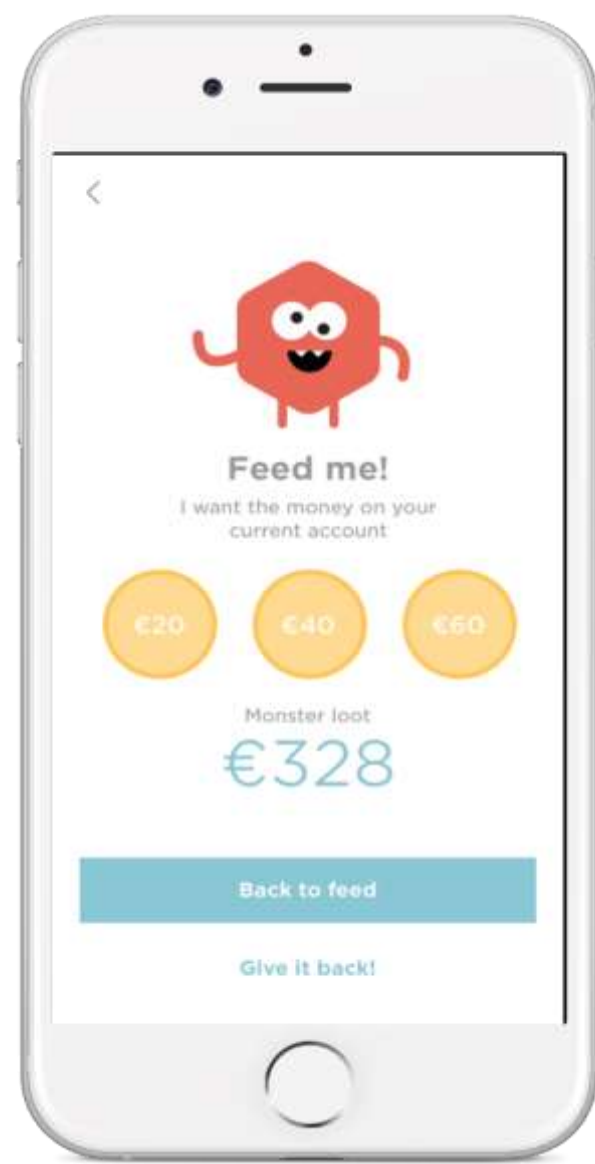 Feed me!
I want the money on your
current account
€20 €40 €60
Monster loot
€328
Back to feed
Give it back!